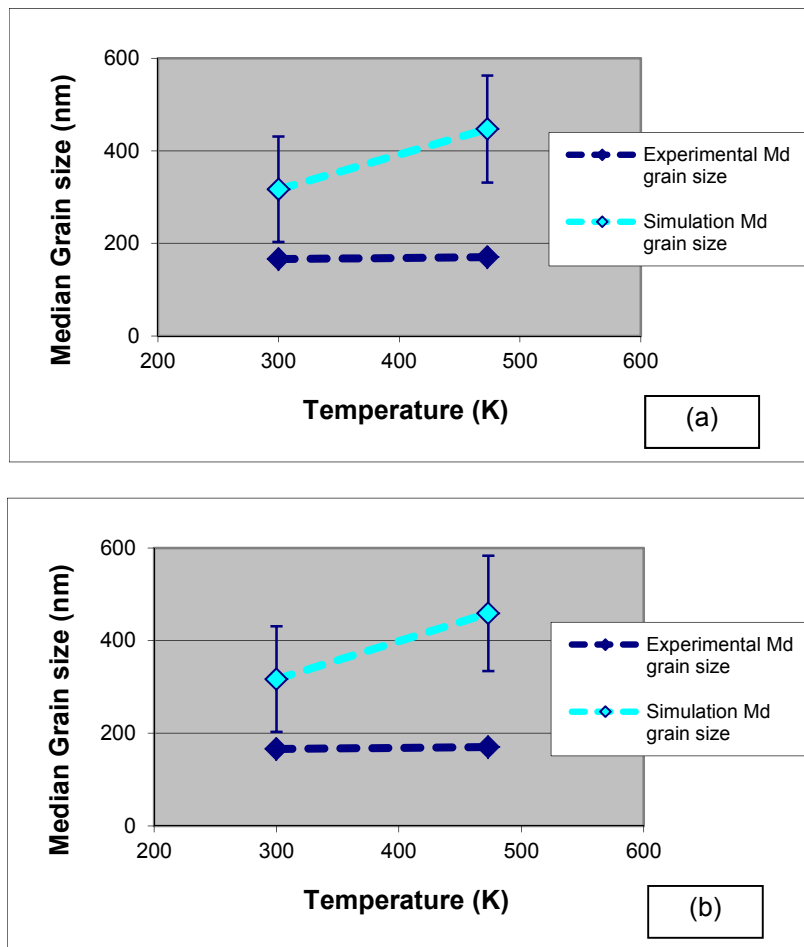 600
400
200
0
Median Grain size (nm)
200 300 400 500 600
Temperature (K)
Experimental Md
grain size
Simulation Md
grain size
(a)
600
400
200
0
Median Grain size (nm)
200 300 400 500 600
Temperature (K)
Experimental Md
grain size
Simulation Md
grain size
(b)